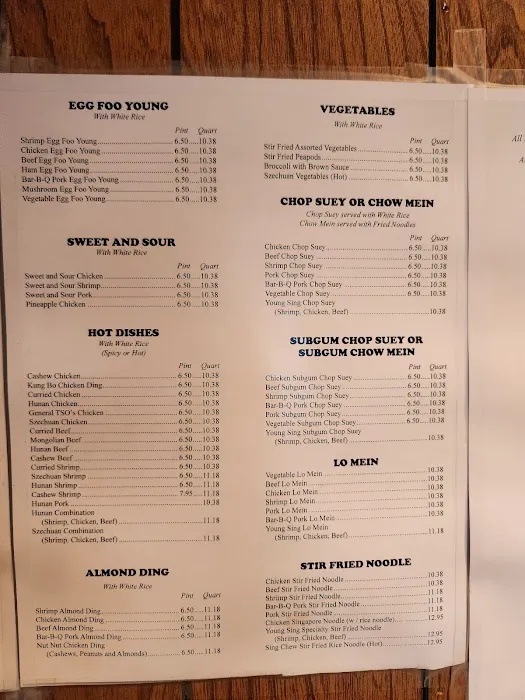 EGG FOO YOUNG
With White Rice
Pint Quart
Shrimp Egg Foo Young 6.50 10.38
Chicken Egg Foo Young 6.50 10.38
Beef Egg Foo Young 6.50 10.38
Ham Egg Foo Young 6.50 10.38
Bar-B-Q Pork Egg Foo Young 6.50 10.38
Mushroom Egg Foo Young 6.50 10.38
Vegetable Egg Foo Young 6.50 10.38
SWEET AND SOUR
With White Rice
Pint Quart
Sweet and Sour Chicken 6.50 10.38
Sweet and Sour Shrimp 6.50 10.38
Sweet and Sour Pork 6.50 10.38
Pineapple Chicken 6.50 10.38
HOT DISHES
With White Rice
(Spicy or Hot)
Pint Quart
Cashew Chicken 6.50 10.38
Kung Bo Chicken Ding 6.50 10.38
Curried Chicken 6.50 10.38
Hunan Chicken 6.50 10.38
General TSO's Chicken 6.50 10.38
Szechuan Chicken 6.50 10.38
Curried Beef 6.50 10.38
Mongolian Beef 6.50 10.38
Hunan Beef 6.50 10.38
Cashew Beef 6.50 10.38
Curried Shrimp 6.50 10.38
Szechuan Shrimp 6.50 11.18
Hunan Shrimp 6.50 11.18
Cashew Shrimp 7.95 11.18
Hunan Pork 10.38
Hunan Combination
(Shrimp, Chicken, Beef) 11.18
Szechuan Combination
(Shrimp, Chicken, Beef) 11.18
ALMOND DING
With White Rice
Pint Quart
Shrimp Almond Ding 6.50 11.18
Chicken Almond Ding 6.50 11.18
Beef Almond Ding 6.50 11.18
Bar-B-Q Pork Almond Ding 6.50 11.18
Nut Nut Chicken Ding
(Cashews, Peanuts and Almonds) 6.50 11.18
VEGETABLES
With White Rice
Pint Quart
Stir Fried Assorted Vegetables 6.50 10.38
Stir Fried Peapods 6.50 10.38
Broccoli with Brown Sauce 6.50 10.38
Szechuan Vegetables (Hot) 6.50 10.38
CHOP SUEY OR CHOW MEIN
Chop Suey served with White Rice
Chow Mein served with Fried Noodles
Pint Quart
Chicken Chop Suey 6.50 10.38
Beef Chop Suey 6.50 10.38
Shrimp Chop Suey 6.50 10.38
Pork Chop Suey 6.50 10.38
Bar-B-Q Pork Chop Suey 6.50 10.38
Vegetable Chop Suey 6.50 10.38
Young Sing Chop Suey
(Shrimp, Chicken, Beef) 10.38
SUBGUM CHOP SUEY OR
SUBGUM CHOW MEIN
Pint Quart
Chicken Subgum Chop Suey 6.50 10.38
Beef Subgum Chop Suey 6.50 10.38
Shrimp Subgum Chop Suey 6.50 10.38
Bar-B-Q Pork Chop Suey 6.50 10.38
Pork Subgum Chop Suey 6.50 10.38
Vegetable Subgum Chop Suey 6.50 10.38
Young Sing Subgum Chop Suey
(Shrimp, Chicken, Beef) 10.38
LO MEIN
Vegetable Lo Mein 10.38
Beef Lo Mein 10.38
Chicken Lo Mein 10.38
Shrimp Lo Mein 10.38
Pork Lo Mein 10.38
Bar-B-Q Pork Lo Mein 10.38
Young Sing Lo Mein
(Shrimp, Chicken, Beef) 11.18
STIR FRIED NOODLE
Chicken Stir Fried Noodle 10.38
Beef Stir Fried Noodle 10.38
Shrimp Stir Fried Noodle 11.18
Bar-B-Q Pork Stir Fried Noodle 11.18
Pork Stir Fried Noodle 11.18
Chicken Singapore Noodle (w / rice noodle) 12.95
Young Sing Specialty Stir Fried Noodle
(Shrimp, Chicken, Beef) 12.95
Sing Chew Stir Fried Rice Noodle (Hot) 12.95
All